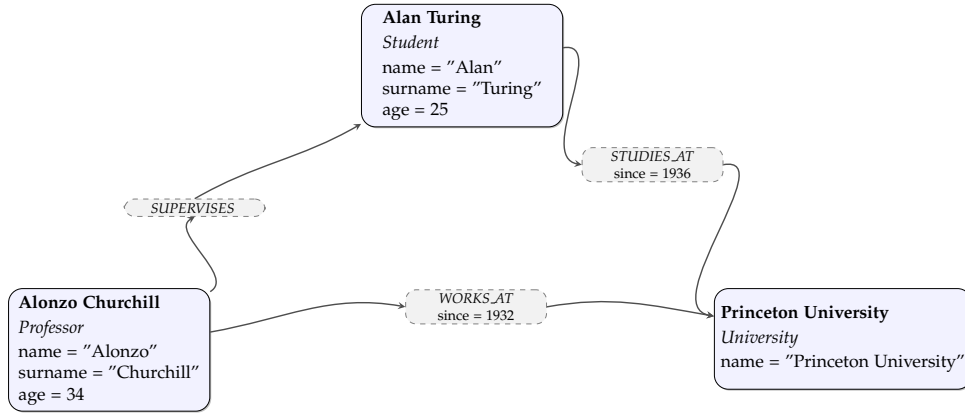 Alan Turing
Student
name = ”Alan”
surname = ”Turing”
age = 25
STUDIES_AT
since = 1936
SUPERVISES
Alonzo Churchill
Professor
name = ”Alonzo”
surname = ”Churchill”
age = 34
WORKS_AT
since = 1932
Princeton University
University
name = ”Princeton University”